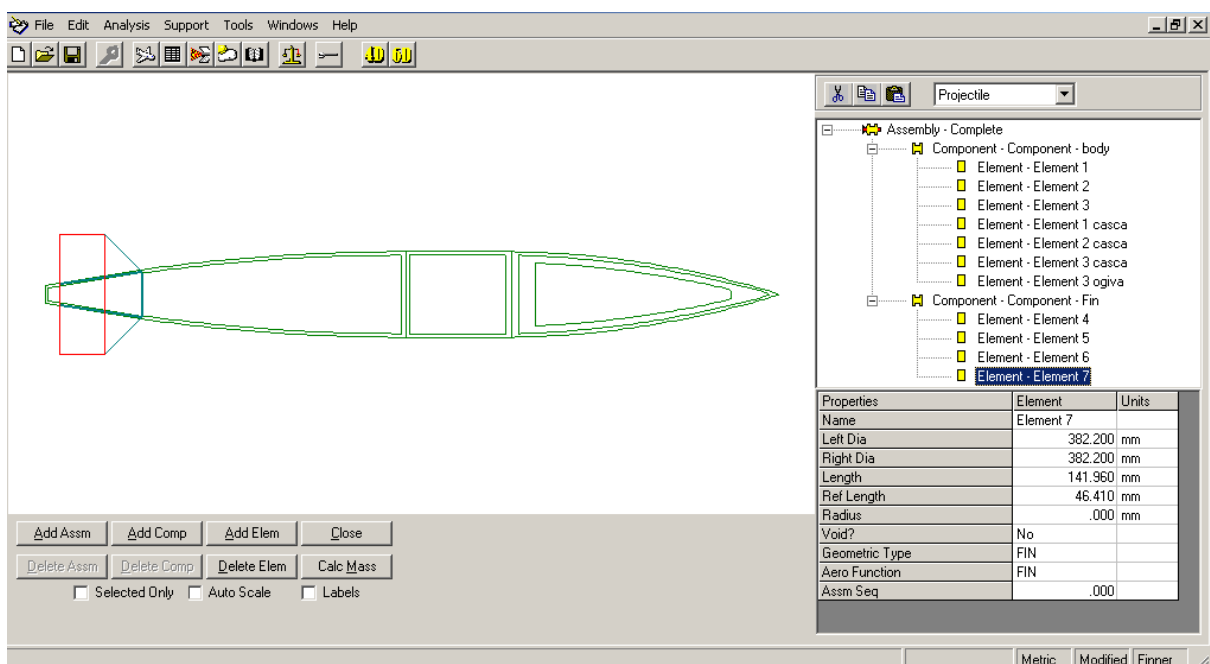 File Edit Analysis Support Tools Windows Help
Projectile
Assembly - Complete
Component - Component - body
Element - Element 1
Element - Element 2
Element - Element 3
Element - Element 1 casca
Element - Element 2 casca
Element - Element 3 casca
Element - Element 3 ogiva
Component - Component - Fin
Element - Element 4
Element - Element 5
Element - Element 6
Element - Element 7
Properties Element Units
Name Element 7
Left Dia 382.200 mm
Right Dia 382.200 mm
Length 141.960 mm
Ref Length 46.410 mm
Radius .000 mm
Void? No
Geometric Type FIN
Aero Function FIN
Assm Seq .000
Add Assm Add Comp Add Elem Close
Delete Assm Delete Comp Delete Elem Calc Mass
Selected Only Auto Scale Labels
Metric Modified Finner